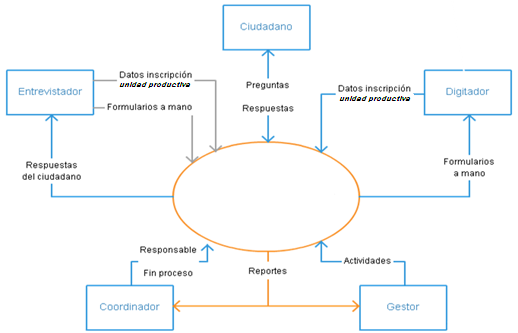 Ciudadano
Datos inscripción
unidad productiva
Entrevistador
Formularios a mano
Preguntas
Respuestas
Datos inscripción
unidad productiva
Digitador
Respuestas
del ciudadano
Formularios
a mano
Responsable
Fin proceso
Reportes
Actividades
Coordinador
Gestor